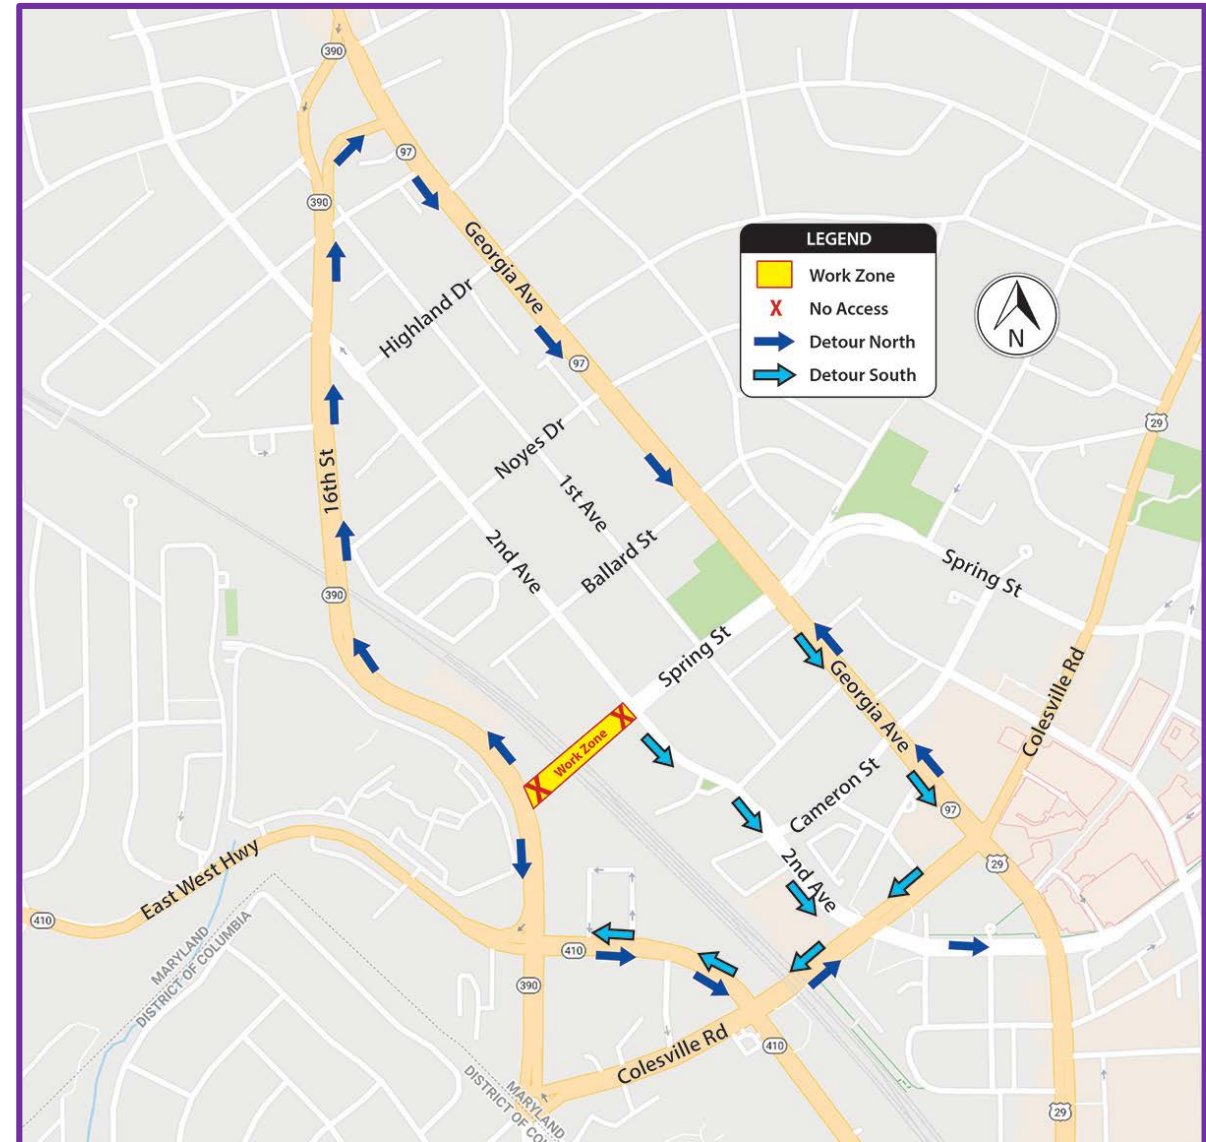 390
97
390
Georgia Ave
LEGEND
Work Zone
X No Access
Detour North
Detour South
N
Highland Dr
97
29
16th St
Noyes Dr
1st Ave
2nd Ave
Ballard St
Spring St
390
Spring St
Georgia Ave
Colesville Rd
X
Work Zone
X
Cameron St
97
2nd Ave
29
East West Hwy
410
MARYLAND
DISTRICT OF COLUMBIA
410
390
Colesville Rd
410
MARYLAND
DISTRICT OF COLU
29